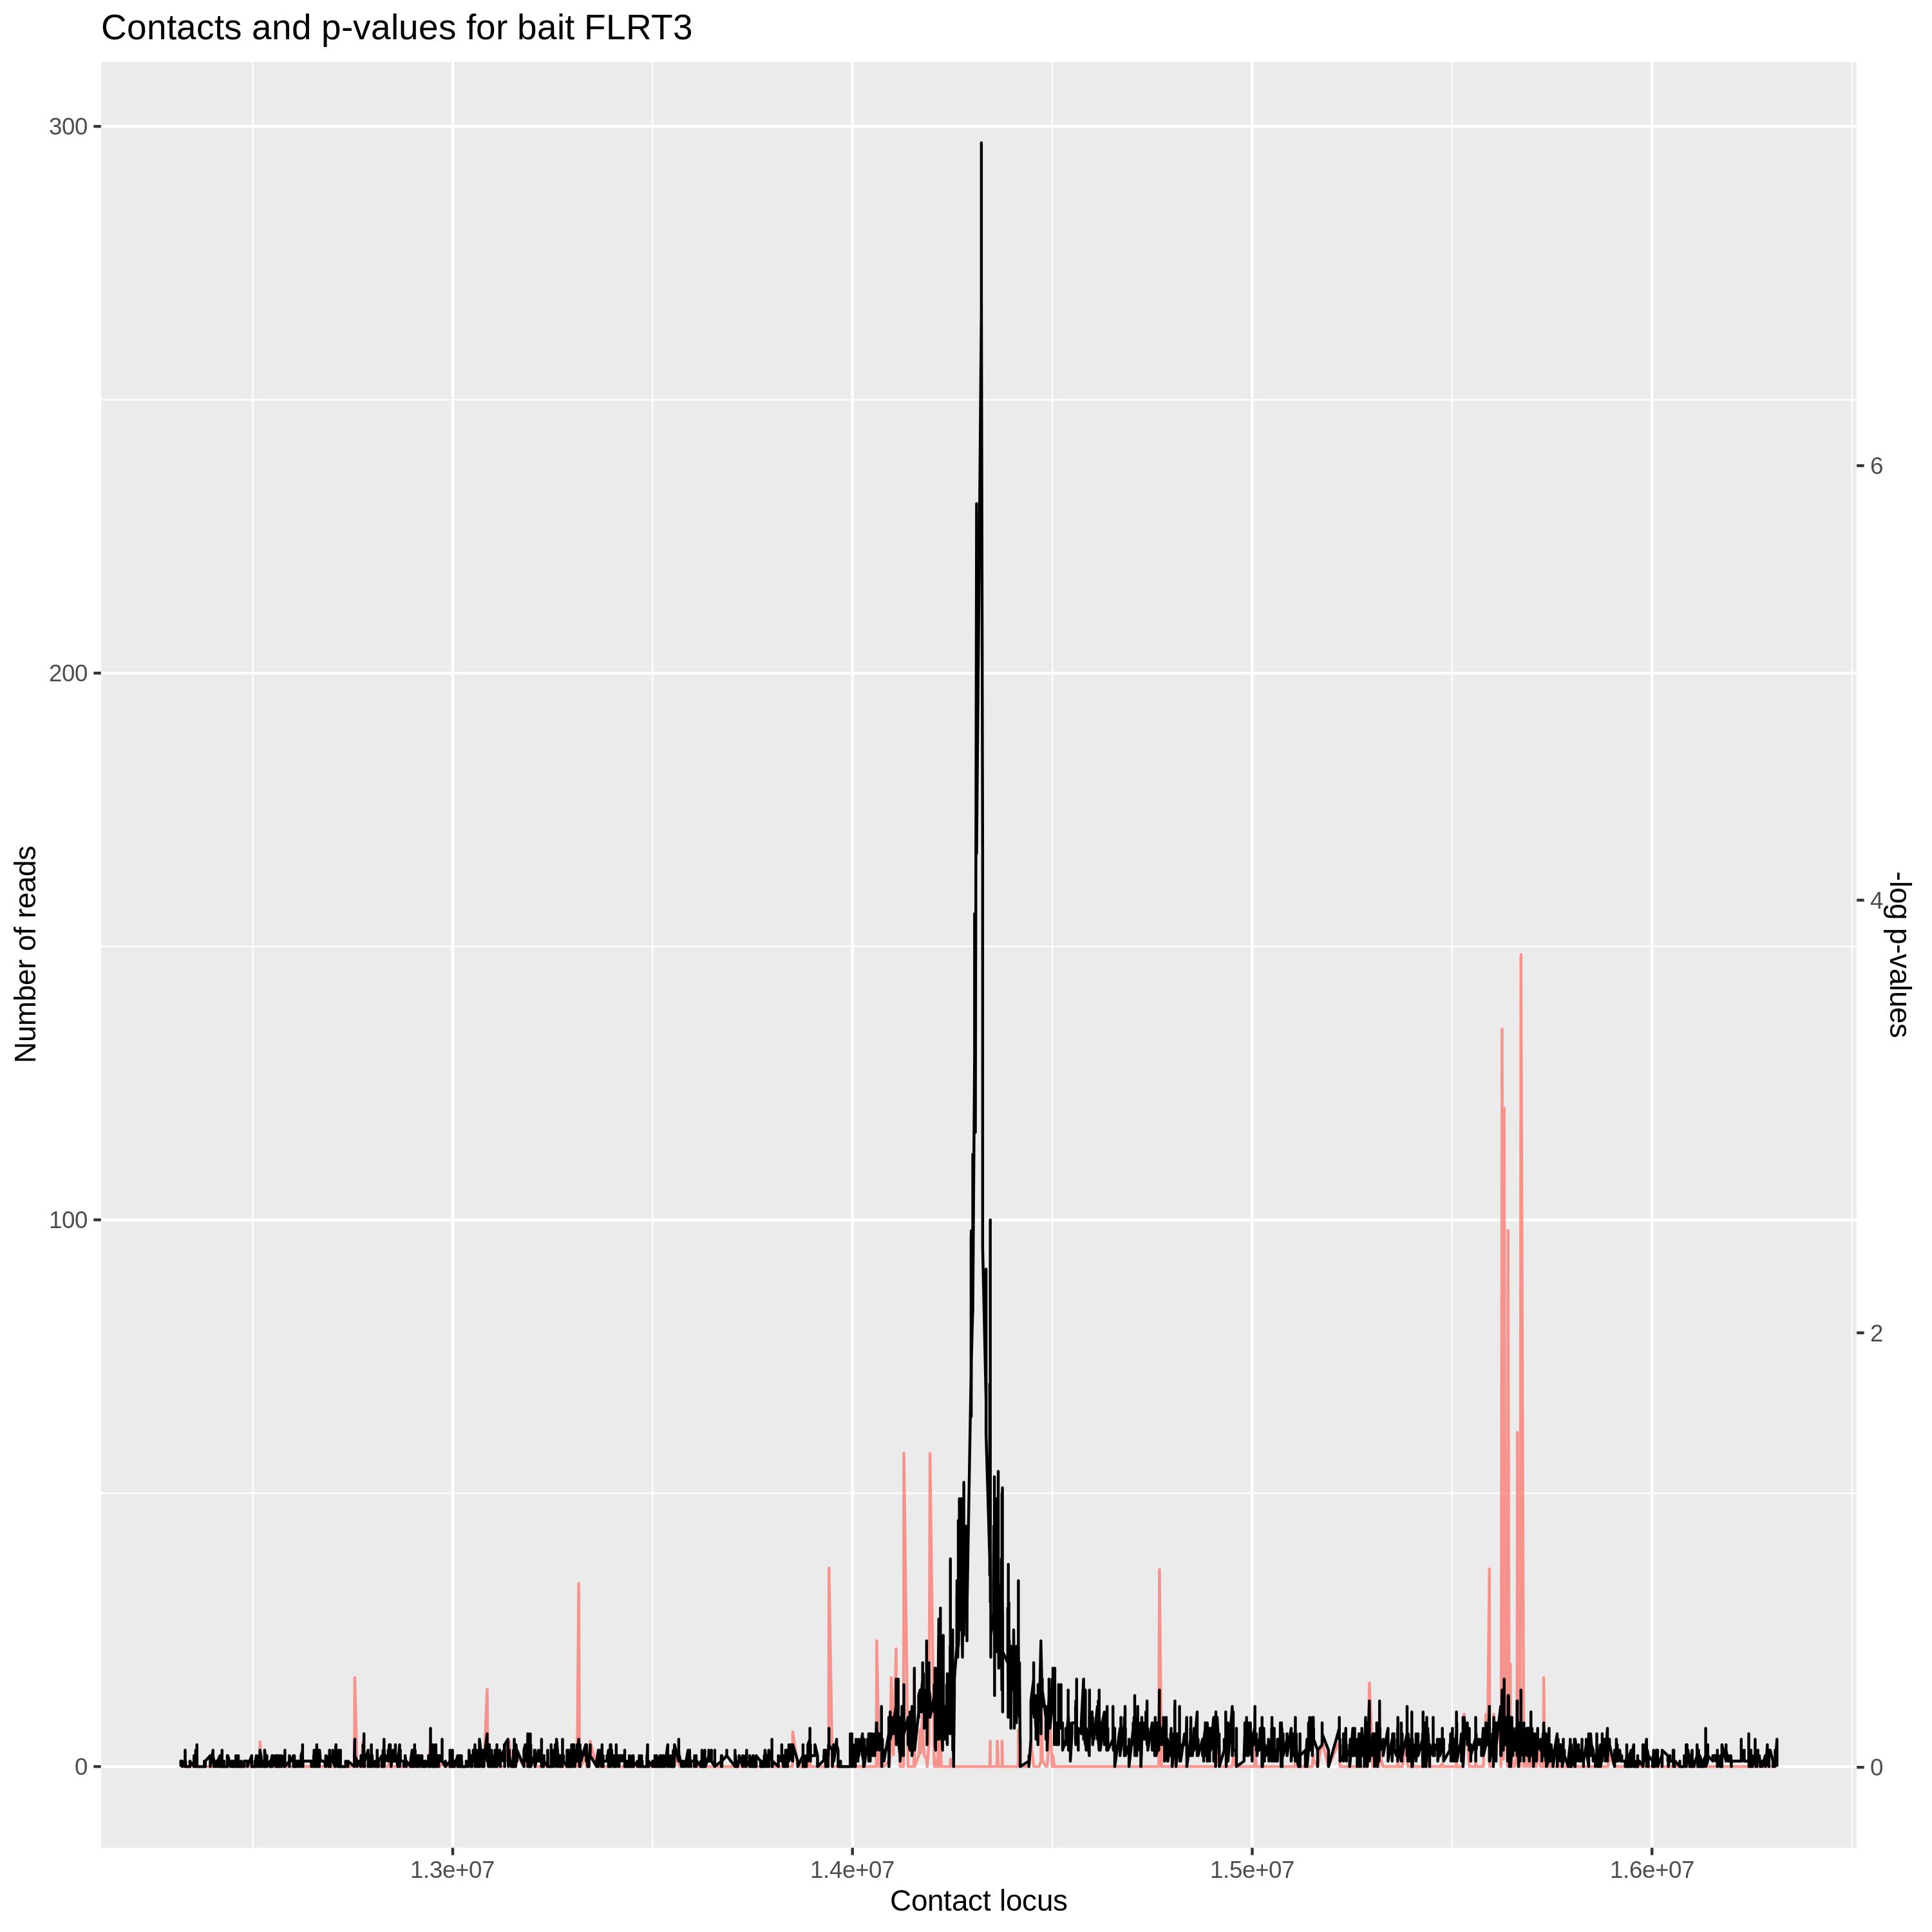 Contacts and p-values for bait FLRT3
300
200
100
0
Number of reads
6
4
2
0
-log p-values
1.3e+07 1.4e+07 1.5e+07 1.6e+07
Contact locus